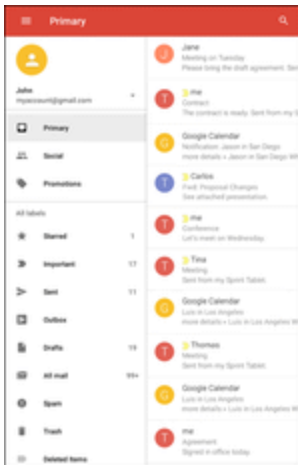 Primary
John
myaccount@gmail.com
Primary
Social
Promotions
All labels
Starred 1
Important 17
Sent 11
Outbox
Drafts 19
All mail 99+
Spam
Trash
Deleted Items
J
Jane
Meeting on Tuesday
Please bring the draft agreement. Sen
T
me
Contract
The contract is ready. Sent from my S
G
Google Calendar
Notification: Jason in San Diego
more details » Jason in San Diego Wh
T
Carlos
Fwd: Proposal Changes
See attached presentation.
T
me
Conference
Let's meet on Wednesday.
T
Tina
Meeting
Sent from my Sprint Tablet.
G
Google Calendar
Luis in Los Angeles
more details » Luis in Los Angeles W
T
Thomas
Meeting
Sent from my Sprint Tablet.
G
Google Calendar
Luis in Los Angeles
more details » Luis in Los Angeles W
T
me
Agreement
Signed in office today.